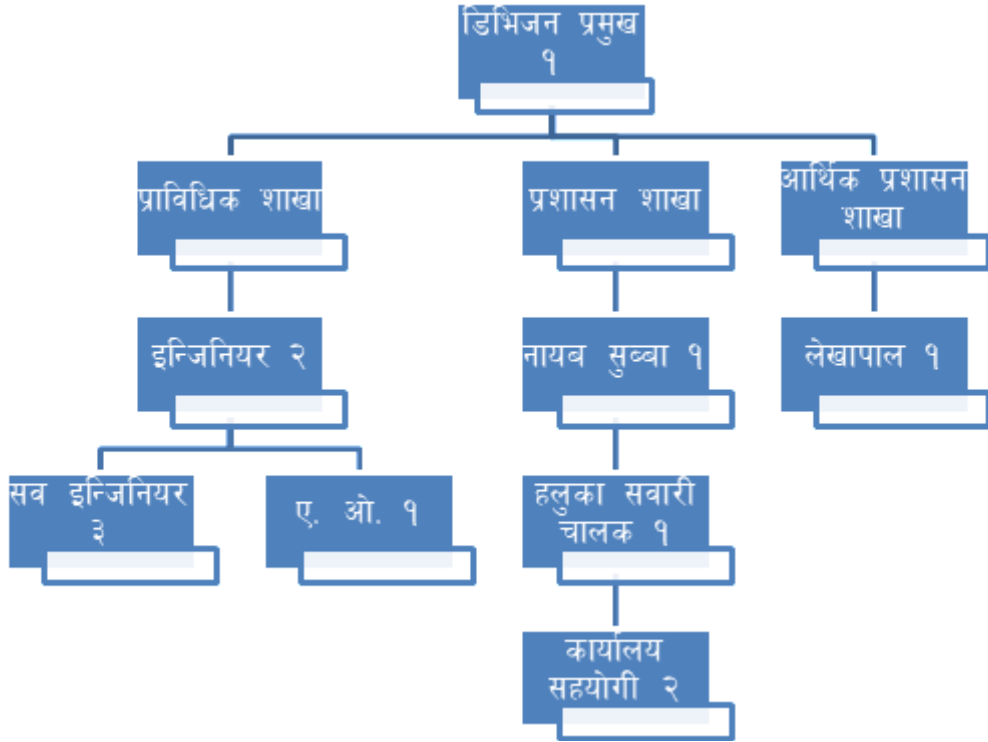 डिभिजन प्रमुख
१
प्राविधिक शाखा
प्रशासन शाखा
आर्थिक प्रशासन
शाखा
इन्जिनियर २
नायब सुब्बा १
लेखापाल १
सव इन्जिनियर
३
ए. ओ. १
हलुका सवारी
चालक १
कार्यालय
सहयोगी २